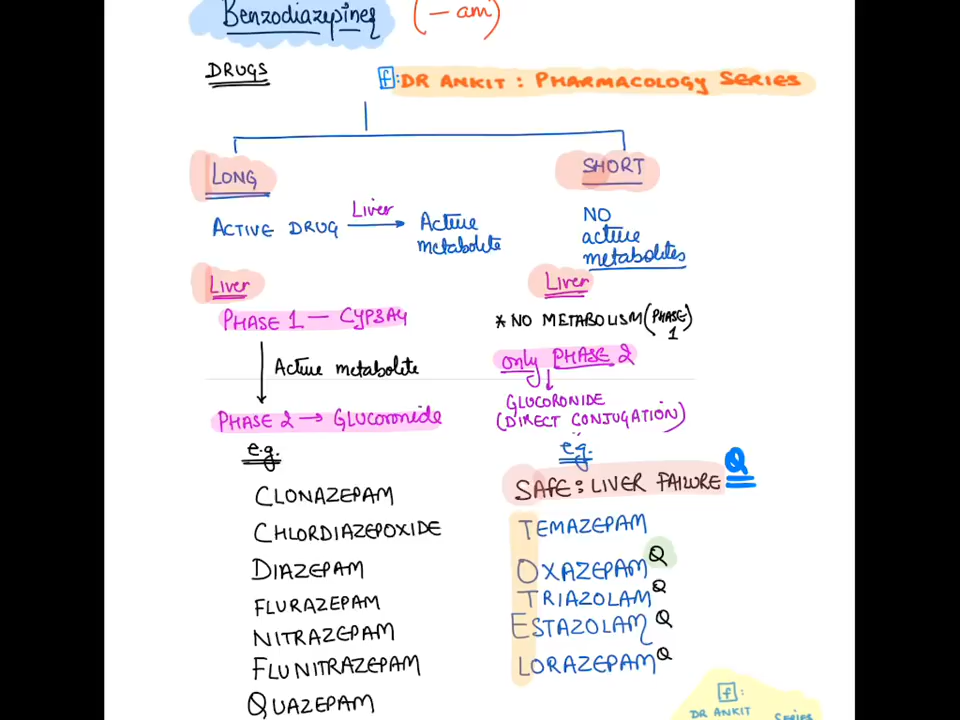 Benzodiazepines (-am)
DRUGS
f: DR ANKIT: PHARMACOLOGY SERIES
LONG
SHORT
ACTIVE DRUG Liver → Active metabolite
NO active metabolites
Liver
Liver
PHASE 1 — CYP3A4
* NO METABOLISM (PHASE 1)
Active metabolite
only PHASE 2
GLUCORONIDE
(DIRECT CONJUGATION)
PHASE 2 → Glucoronide
e.g.
e.g.
SAFE: LIVER FAILURE Q
CLONAZEPAM
TEMAZEPAM
CHLORDIAZEPOXIDE
OXAZEPAM Q
DIAZEPAM
TRIAZOLAM Q
FLURAZEPAM
ESTAZOLAM Q
NITRAZEPAM
LORAZEPAM Q
FLUNITRAZEPAM
QUAZEPAM
f:
DR ANKIT SERIES